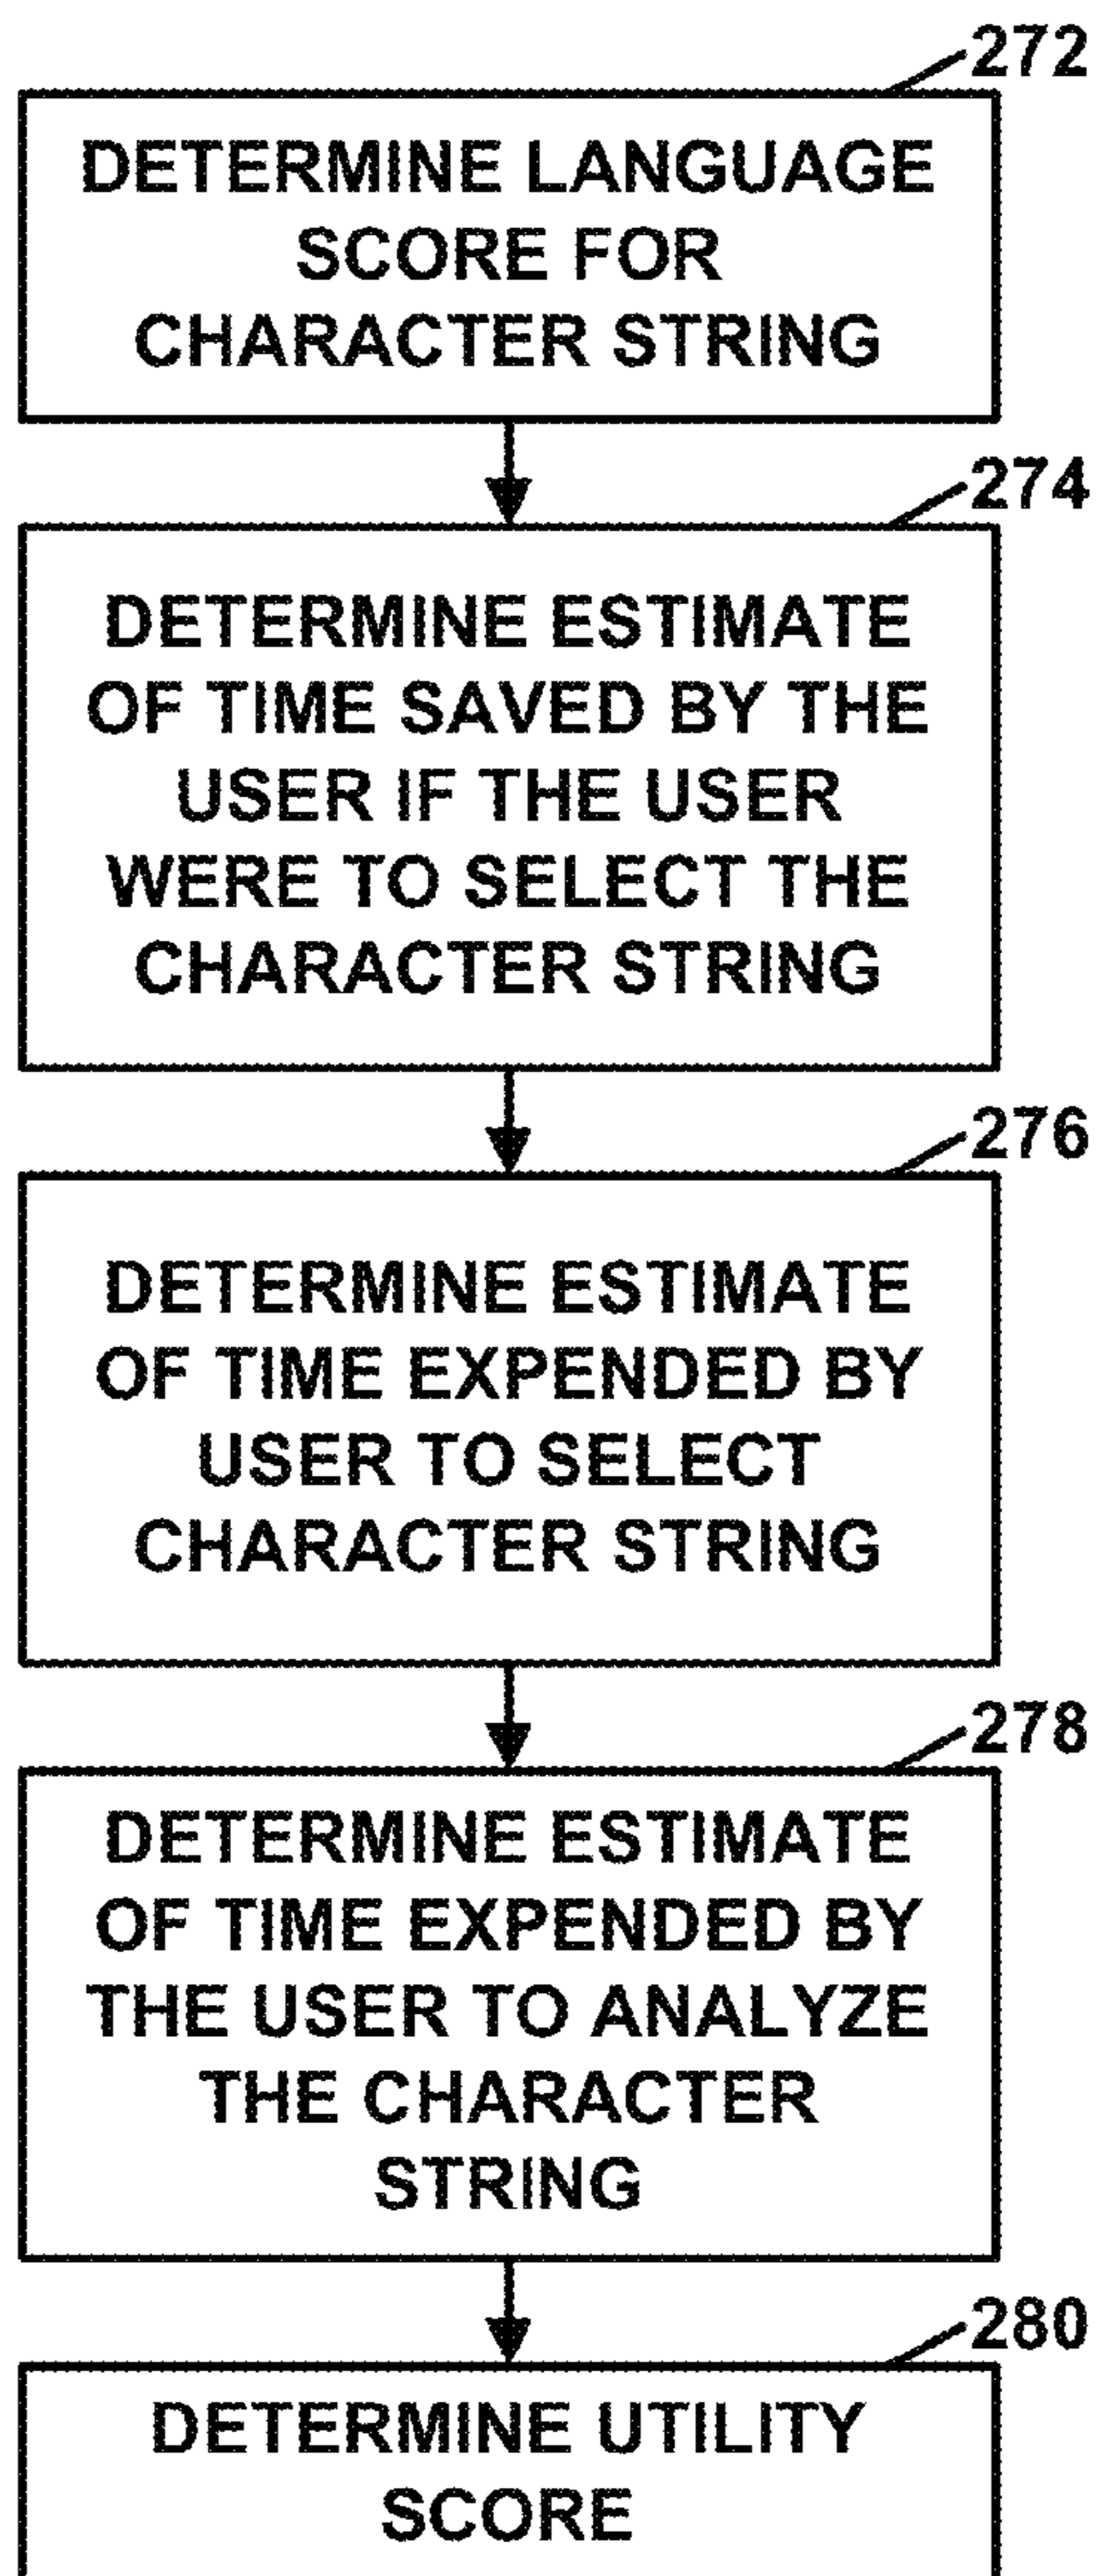 272
DETERMINE LANGUAGE
SCORE FOR
CHARACTER STRING
274
DETERMINE ESTIMATE
OF TIME SAVED BY THE
USER IF THE USER
WERE TO SELECT THE
CHARACTER STRING
276
DETERMINE ESTIMATE
OF TIME EXPENDED BY
USER TO SELECT
CHARACTER STRING
278
DETERMINE ESTIMATE
OF TIME EXPENDED BY
THE USER TO ANALYZE
THE CHARACTER
STRING
280
DETERMINE UTILITY
SCORE